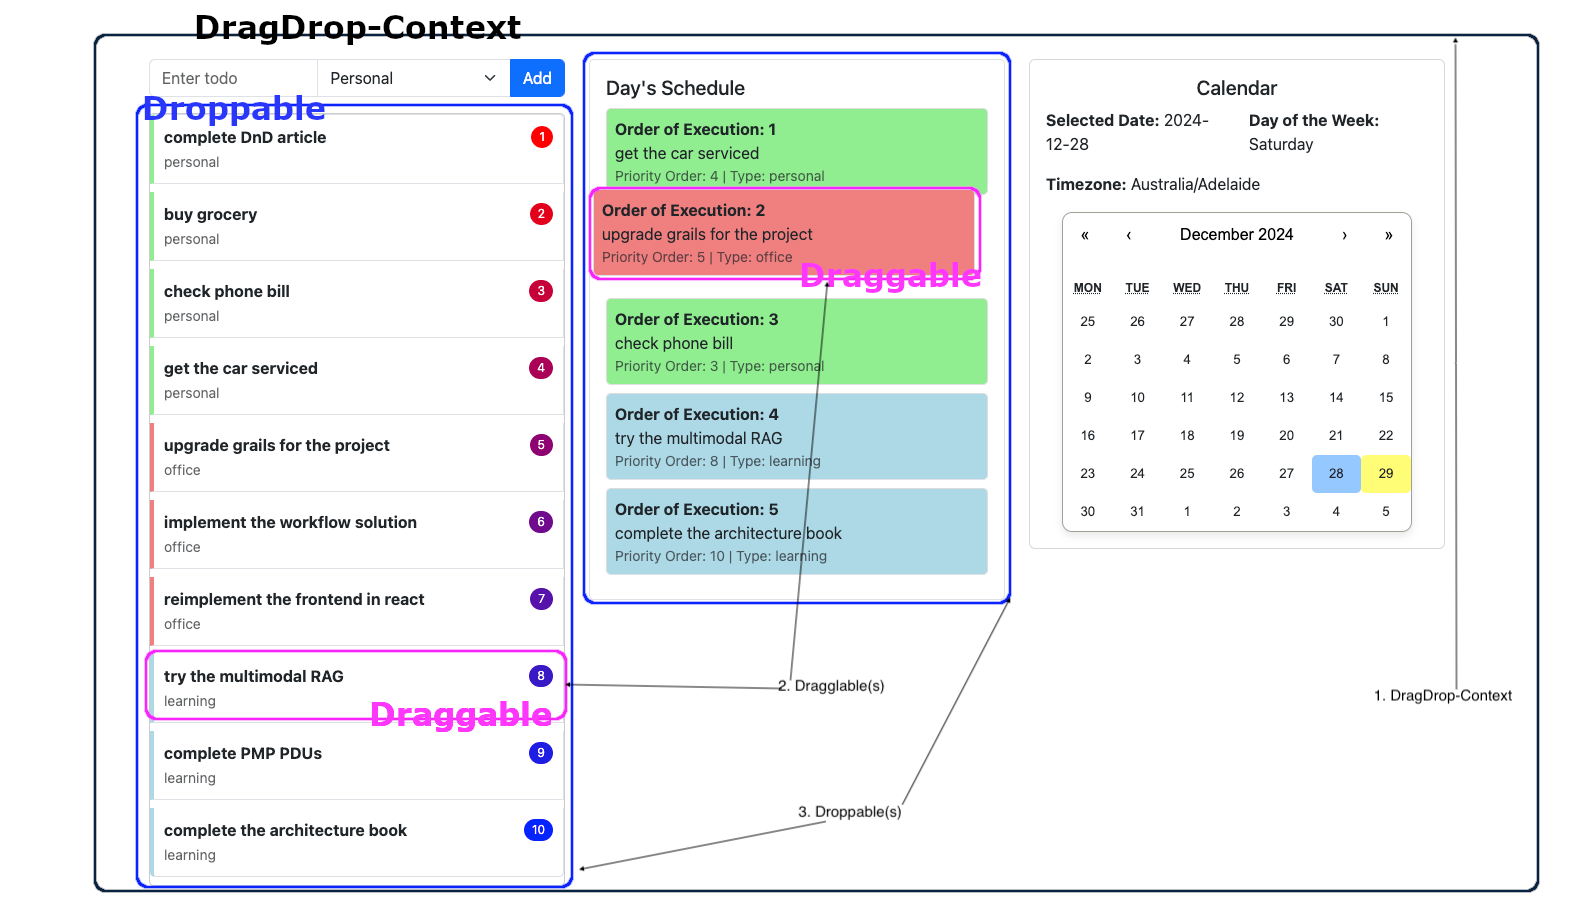 DragDrop-Context
Enter todo
Personal
Add
Droppable
complete DnD article
1
personal
buy grocery
2
personal
check phone bill
3
personal
get the car serviced
4
personal
upgrade grails for the project
5
office
implement the workflow solution
6
office
reimplement the frontend in react
7
office
try the multimodal RAG
8
learning
Draggable
complete PMP PDUs
9
learning
complete the architecture book
10
learning
Day's Schedule
Order of Execution: 1
get the car serviced
Priority Order: 4 | Type: personal
Order of Execution: 2
upgrade grails for the project
Priority Order: 5 | Type: office
Draggable
Order of Execution: 3
check phone bill
Priority Order: 3 | Type: personal
Order of Execution: 4
try the multimodal RAG
Priority Order: 8 | Type: learning
Order of Execution: 5
complete the architecture book
Priority Order: 10 | Type: learning
2. Dragglable(s)
3. Droppable(s)
Calendar
Selected Date: 2024-
12-28
Day of the Week:
Saturday
Timezone: Australia/Adelaide
« ‹ December 2024 › »
MON TUE WED THU FRI SAT SUN
25 26 27 28 29 30 1
2 3 4 5 6 7 8
9 10 11 12 13 14 15
16 17 18 19 20 21 22
23 24 25 26 27 28 29
30 31 1 2 3 4 5
1. DragDrop-Context